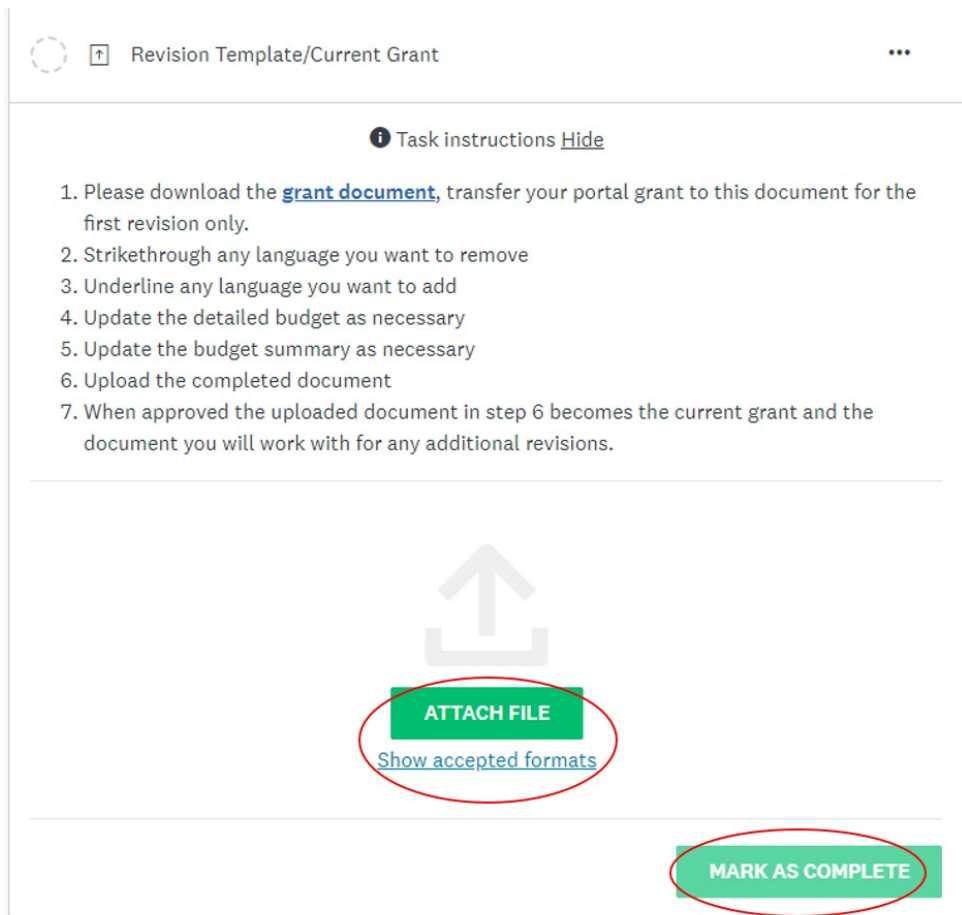 Revision Template/Current Grant
Task instructions Hide
1. Please download the grant document, transfer your portal grant to this document for the
first revision only.
2. Strikethrough any language you want to remove
3. Underline any language you want to add
4. Update the detailed budget as necessary
5. Update the budget summary as necessary
6. Upload the completed document
7. When approved the uploaded document in step 6 becomes the current grant and the
document you will work with for any additional revisions.
ATTACH FILE
Show accepted formats
MARK AS COMPLETE